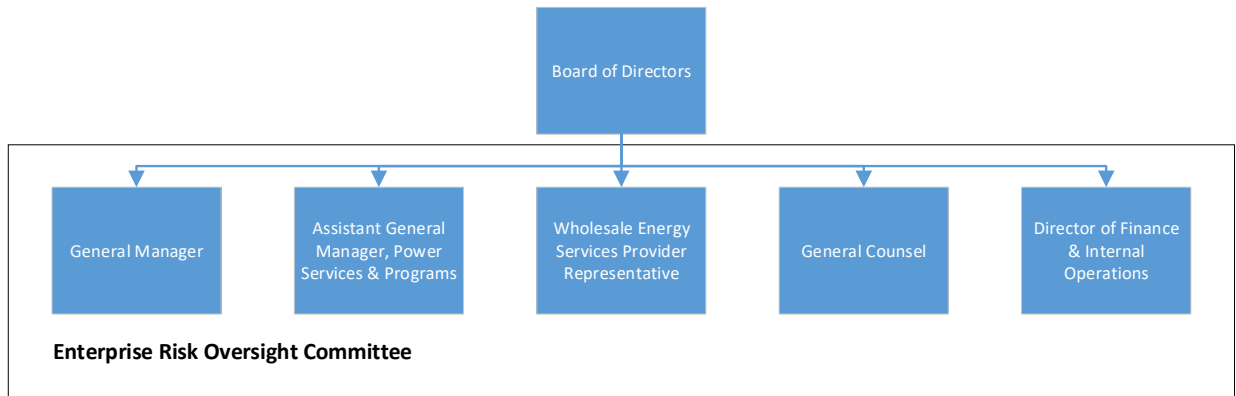 Board of Directors
General Manager
Assistant General
Manager, Power
Services & Programs
Wholesale Energy
Services Provider
Representative
General Counsel
Director of Finance
& Internal
Operations
Enterprise Risk Oversight Committee